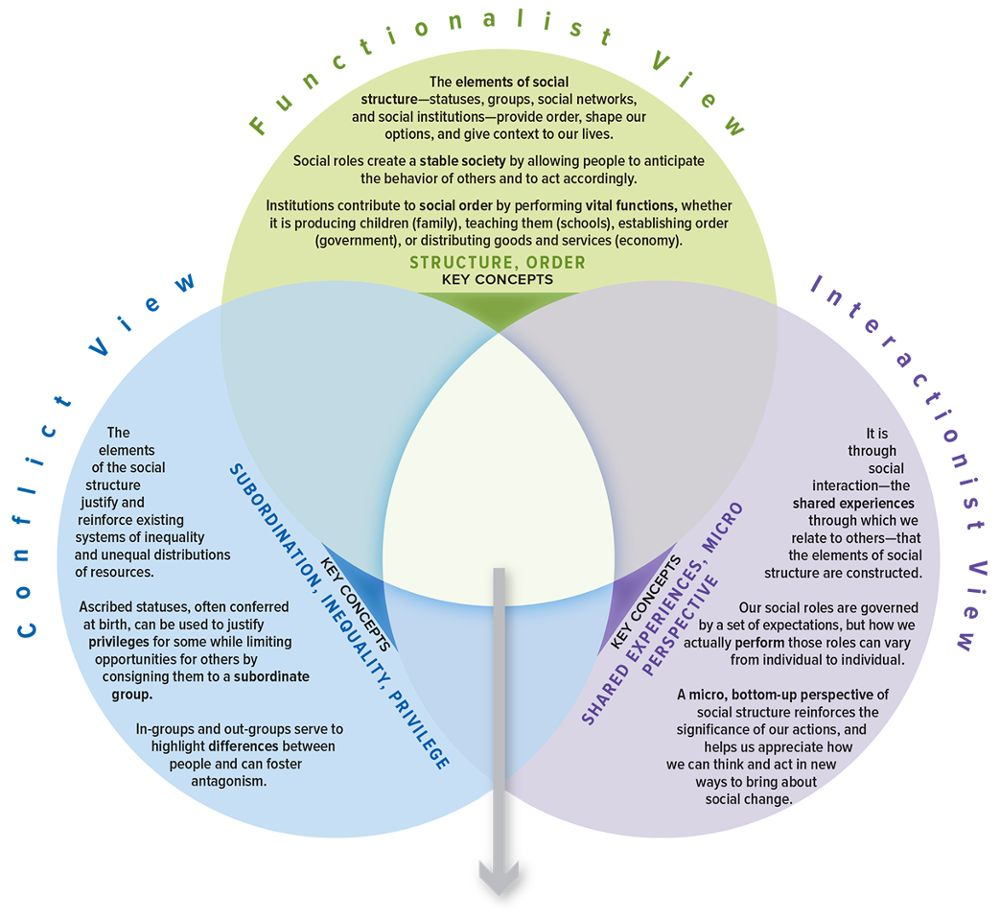 Functionalist View
The elements of social
structure—statuses, groups, social networks,
and social institutions—provide order, shape our
options, and give context to our lives.
Social roles create a stable society by allowing people to anticipate
the behavior of others and to act accordingly.
Institutions contribute to social order by performing vital functions, whether
it is producing children (family), teaching them (schools), establishing order
(government), or distributing goods and services (economy).
STRUCTURE, ORDER
KEY CONCEPTS
Conflict View
The
elements
of the social
structure
justify and
reinforce existing
systems of inequality
and unequal distributions
of resources.
Ascribed statuses, often conferred
at birth, can be used to justify
privileges for some while limiting
opportunities for others by
consigning them to a subordinate
group.
In-groups and out-groups serve to
highlight differences between
people and can foster
antagonism.
KEY CONCEPTS
SUBORDINATION, INEQUALITY, PRIVILEGE
Interactionist View
It is
through
social
interaction—the
shared experiences
through which we
relate to others—that
the elements of social
structure are constructed.
Our social roles are governed
by a set of expectations, but how we
actually perform those roles can vary
from individual to individual.
A micro, bottom-up perspective of
social structure reinforces the
significance of our actions, and
helps us appreciate how
we can think and act in new
ways to bring about
social change.
KEY CONCEPTS
SHARED EXPERIENCES, MICRO
PERSPECTIVE